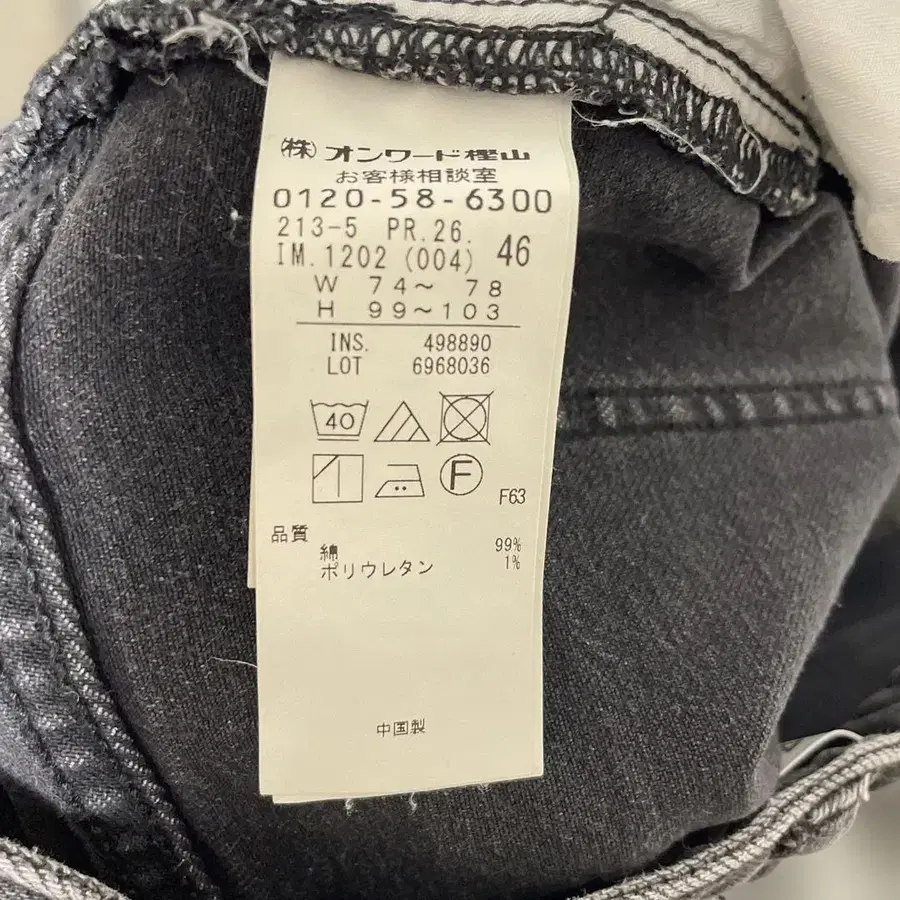 ㈱オンワード樫山
お客様相談室
0120-58-6300
213-5 PR.26.
IM.1202 (004) 46
W 74〜 78
H 99〜103
INS. 498890
LOT 6968036
40
F
F63
品質
綿 99%
ポリウレタン 1%
中国製